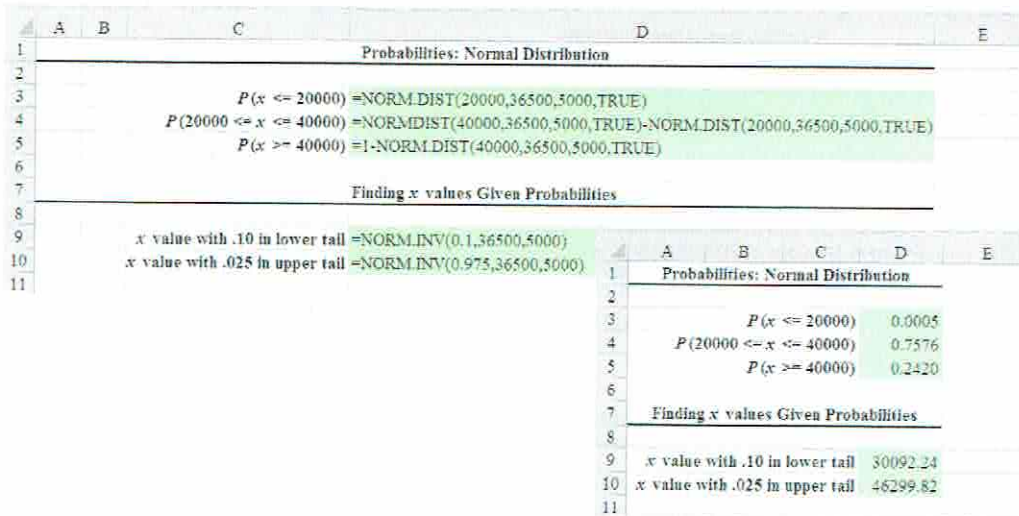 A B C D E
1 Probabilities: Normal Distribution
2
3 P(x <= 20000) =NORM.DIST(20000,36500,5000,TRUE)
4 P(20000 <= x <= 40000) =NORMDIST(40000,36500,5000,TRUE)-NORM.DIST(20000,36500,5000,TRUE)
5 P(x >= 40000) =1-NORM.DIST(40000,36500,5000,TRUE)
6
7 Finding x values Given Probabilities
8
9 x value with .10 in lower tail =NORM.INV(0.1,36500,5000)
10 x value with .025 in upper tail =NORM.INV(0.975,36500,5000)
11
A B C D E
1 Probabilities: Normal Distribution
2
3 P(x <= 20000) 0.0005
4 P(20000 <= x <= 40000) 0.7576
5 P(x >= 40000) 0.2420
6
7 Finding x values Given Probabilities
8
9 x value with .10 in lower tail 30092.24
10 x value with .025 in upper tail 46299.82
11